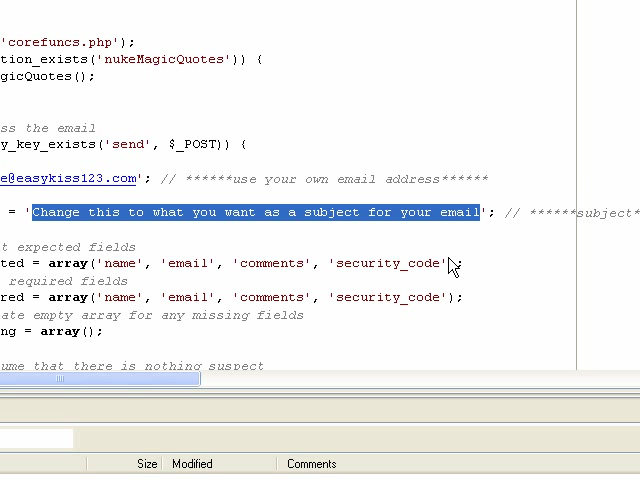 'corefuncs.php');
tion_exists('nukeMagicQuotes')) {
gicQuotes();
ss the email
y_key_exists('send', $_POST)) {
e@easykiss123.com'; // ******use your own email address******
= 'Change this to what you want as a subject for your email'; // ******subject*
t expected fields
ted = array('name', 'email', 'comments', 'security_code');
required fields
red = array('name', 'email', 'comments', 'security_code');
ate empty array for any missing fields
ng = array();
ume that there is nothing suspect
Size Modified Comments